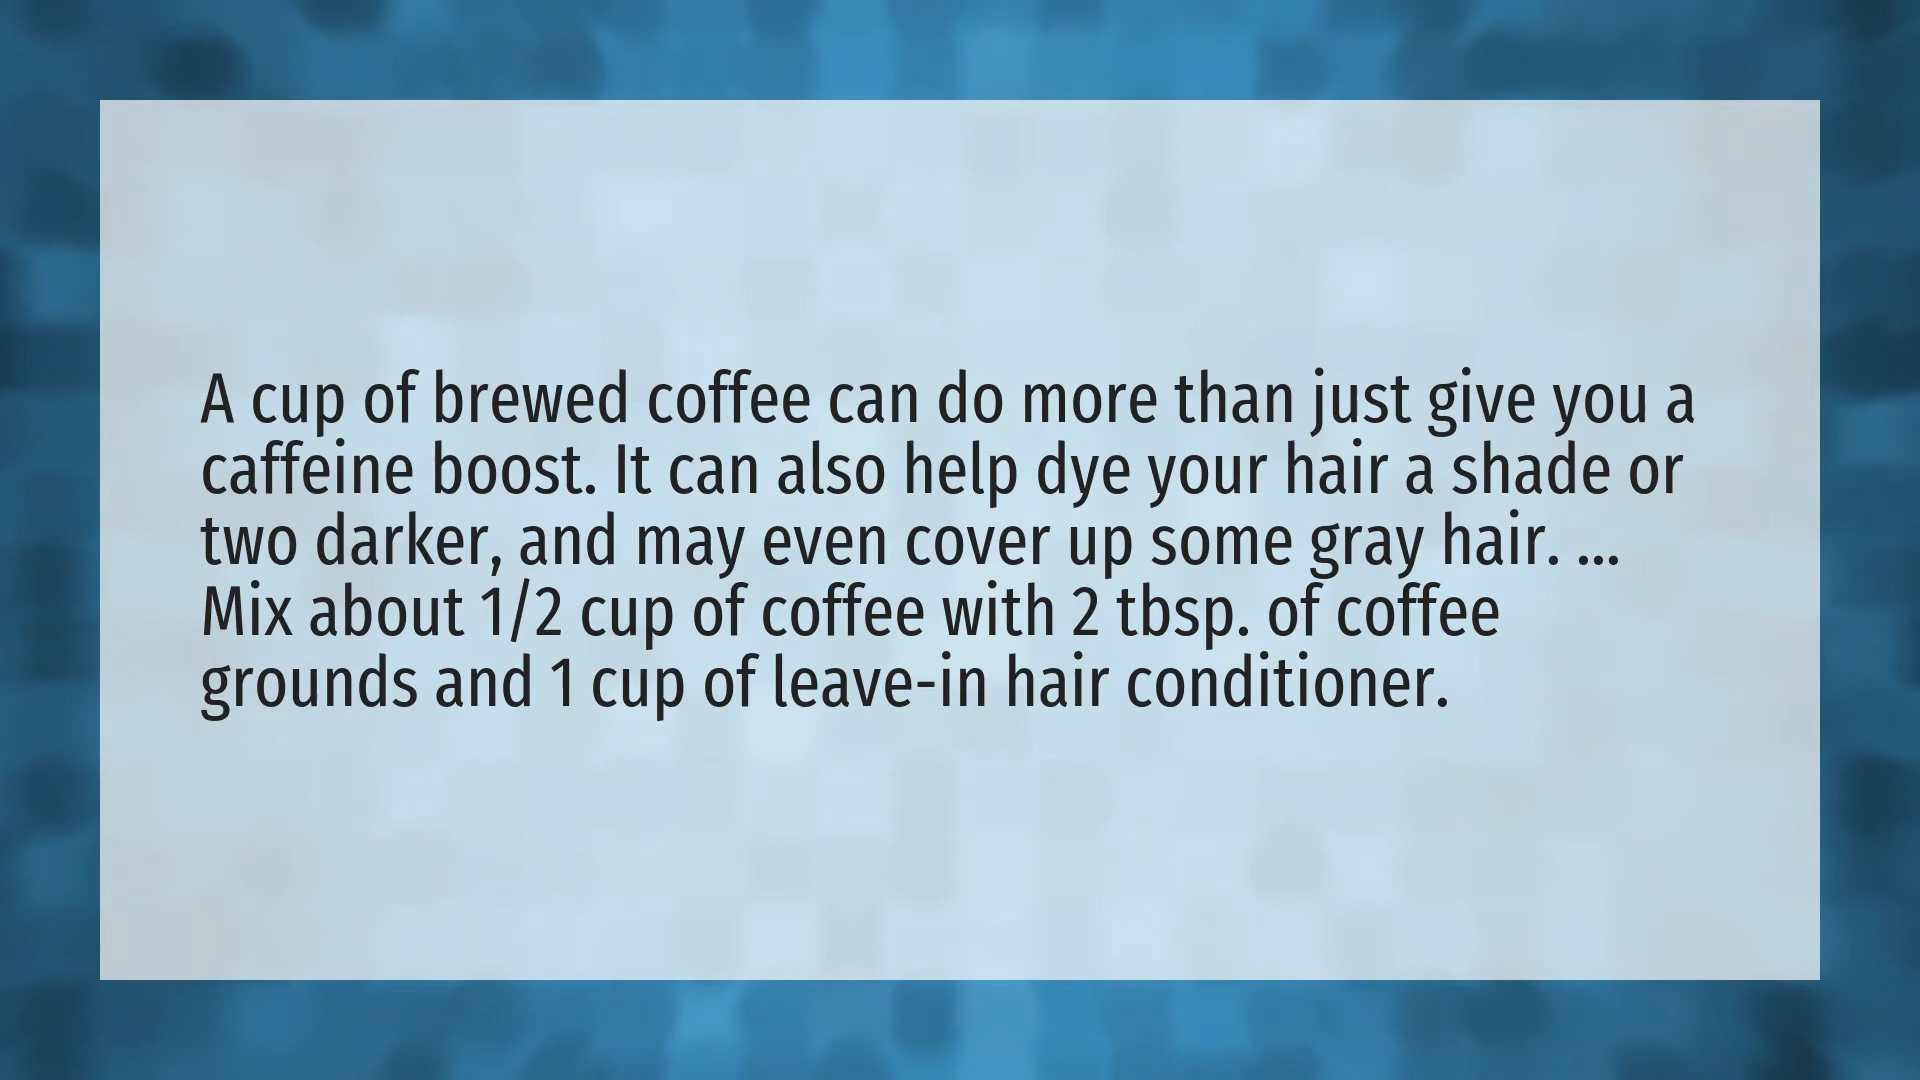 A cup of brewed coffee can do more than just give you a
caffeine boost. It can also help dye your hair a shade or
two darker, and may even cover up some gray hair. ...
Mix about 1/2 cup of coffee with 2 tbsp. of coffee
grounds and 1 cup of leave-in hair conditioner.